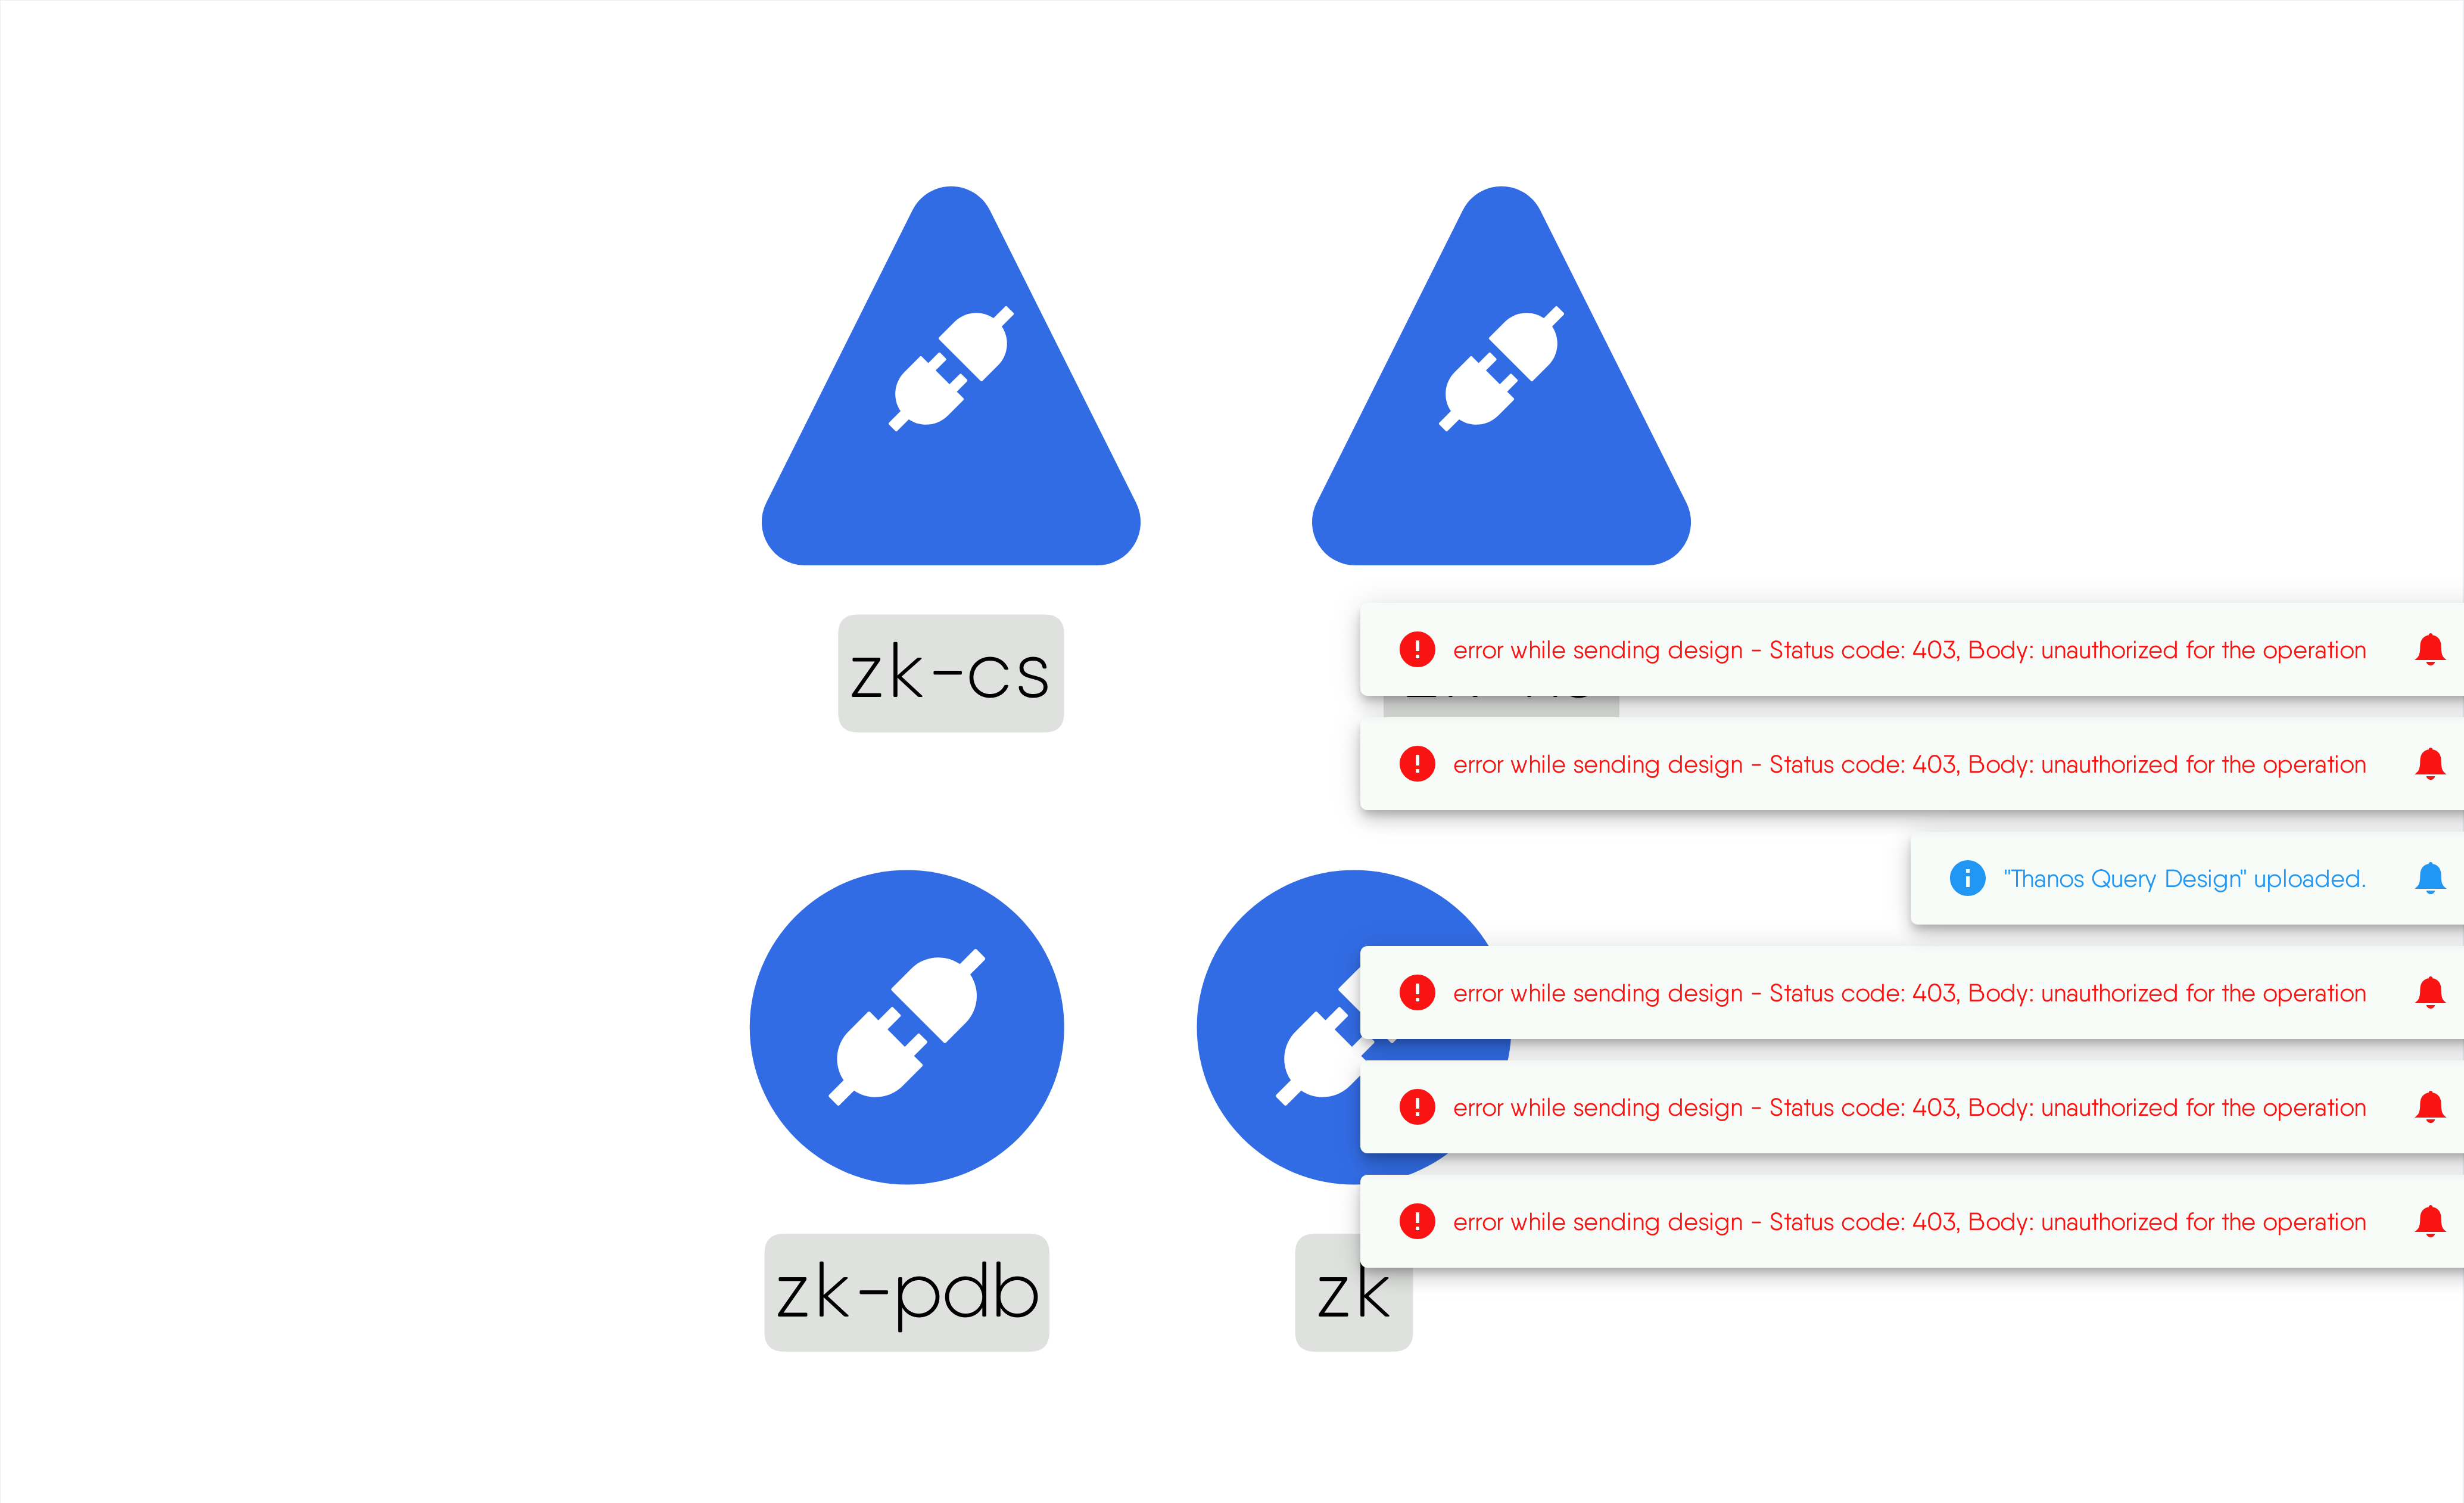 zk-cs
error while sending design - Status code: 403, Body: unauthorized for the operation
error while sending design - Status code: 403, Body: unauthorized for the operation
"Thanos Query Design" uploaded.
error while sending design - Status code: 403, Body: unauthorized for the operation
error while sending design - Status code: 403, Body: unauthorized for the operation
error while sending design - Status code: 403, Body: unauthorized for the operation
zk-pdb
zk